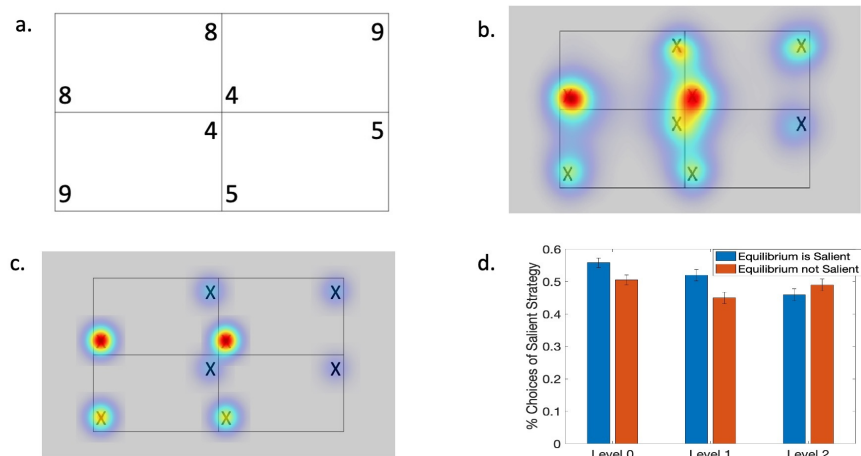 a.
8 9
8 4
4 5
9 5
b.
X X
X X
X X
X X
c.
X X
X X
X X
X X
d.
% Choices of Salient Strategy
0.6
0.5
0.4
0.3
0.2
0.1
0
Equilibrium is Salient
Equilibrium not Salient
Level 0 Level 1 Level 2